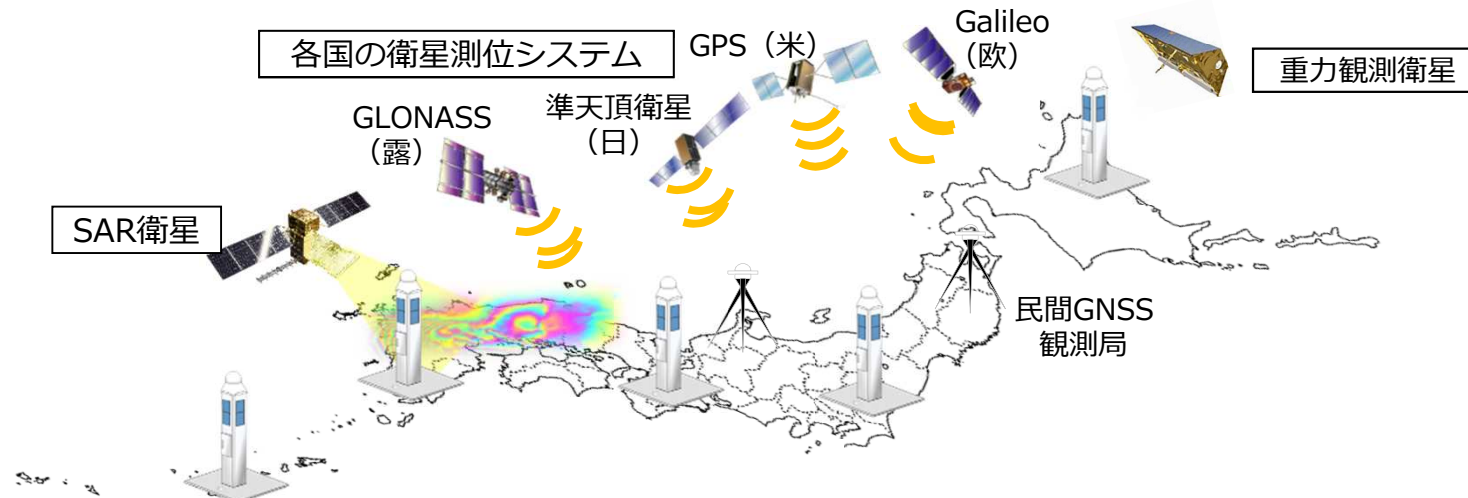 各国の衛星測位システム
GPS（米）
Galileo
（欧）
重力観測衛星
GLONASS
（露）
準天頂衛星
（日）
SAR衛星
民間GNSS
観測局